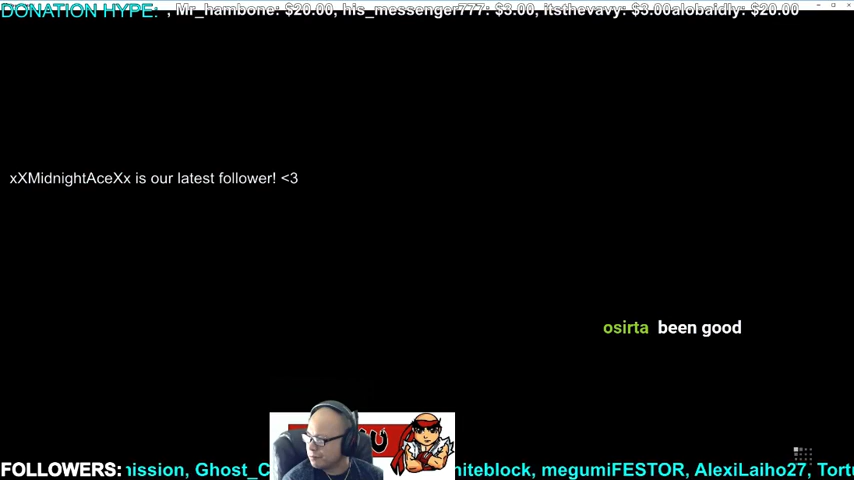 DONATION HYPE: , Mr_hambone: $20.00, his_messenger777: $3.00, itsthevavy: $3.00alobaidly: $20.00
xXMidnightAceXx is our latest follower! <3
osirta been good
FOLLOWERS: nission, Ghost_C hiteblock, megumiFESTOR, AlexiLaiho27, Tortu